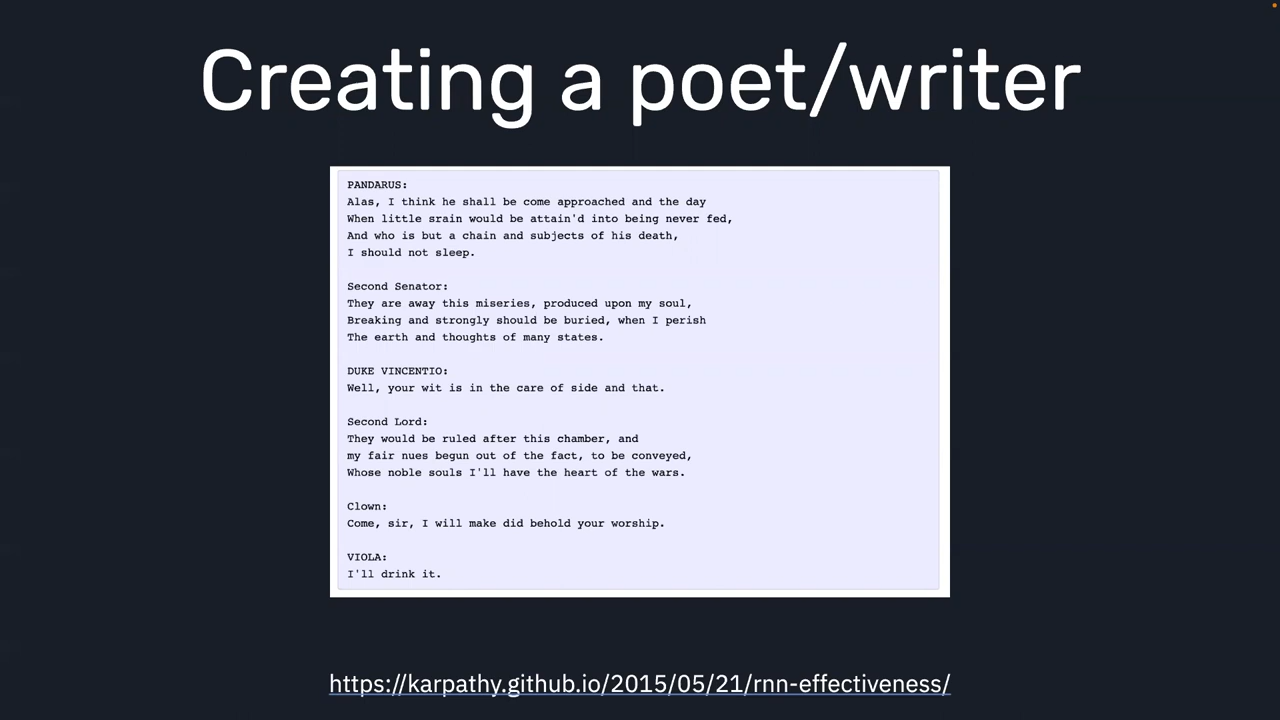 Creating a poet/writer
PANDARUS:
Alas, I think he shall be come approached and the day
When little srain would be attain'd into being never fed,
And who is but a chain and subjects of his death,
I should not sleep.
Second Senator:
They are away this miseries, produced upon my soul,
Breaking and strongly should be buried, when I perish
The earth and thoughts of many states.
DUKE VINCENTIO:
Well, your wit is in the care of side and that.
Second Lord:
They would be ruled after this chamber, and
my fair nues begun out of the fact, to be conveyed,
Whose noble souls I'll have the heart of the wars.
Clown:
Come, sir, I will make did behold your worship.
VIOLA:
I'll drink it.
https://karpathy.github.io/2015/05/21/rnn-effectiveness/